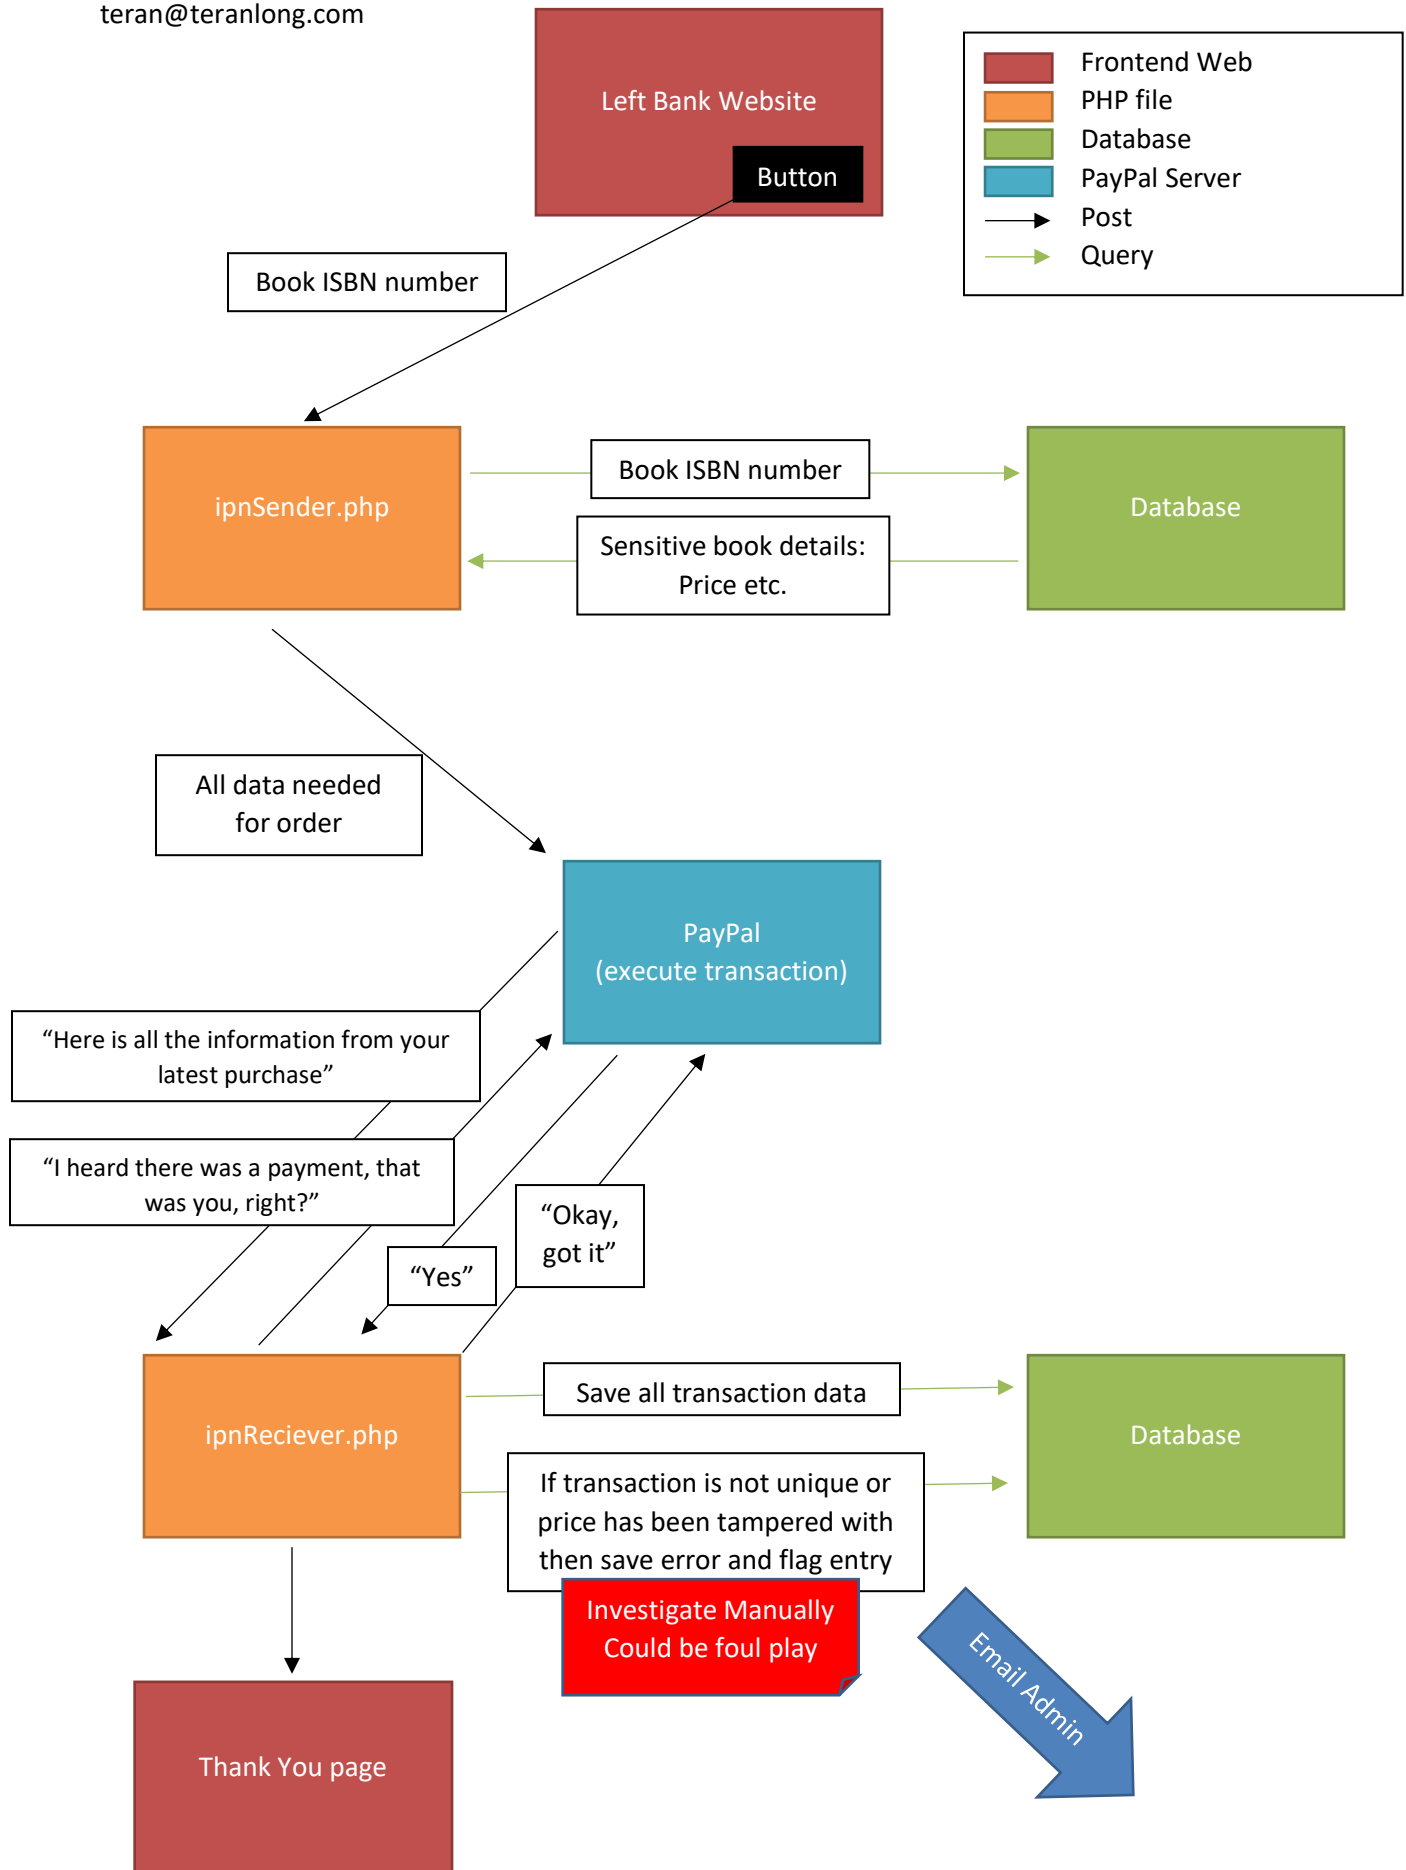 teran@teranlong.com
Left Bank Website
Button
Frontend Web
PHP file
Database
PayPal Server
Post
Query
Book ISBN number
ipnSender.php
Book ISBN number
Sensitive book details:
Price etc.
Database
All data needed
for order
PayPal
(execute transaction)
“Here is all the information from your
latest purchase”
“I heard there was a payment, that
was you, right?”
“Yes”
“Okay,
got it”
ipnReciever.php
Save all transaction data
If transaction is not unique or
price has been tampered with
then save error and flag entry
Database
Investigate Manually
Could be foul play
Email Admin
Thank You page